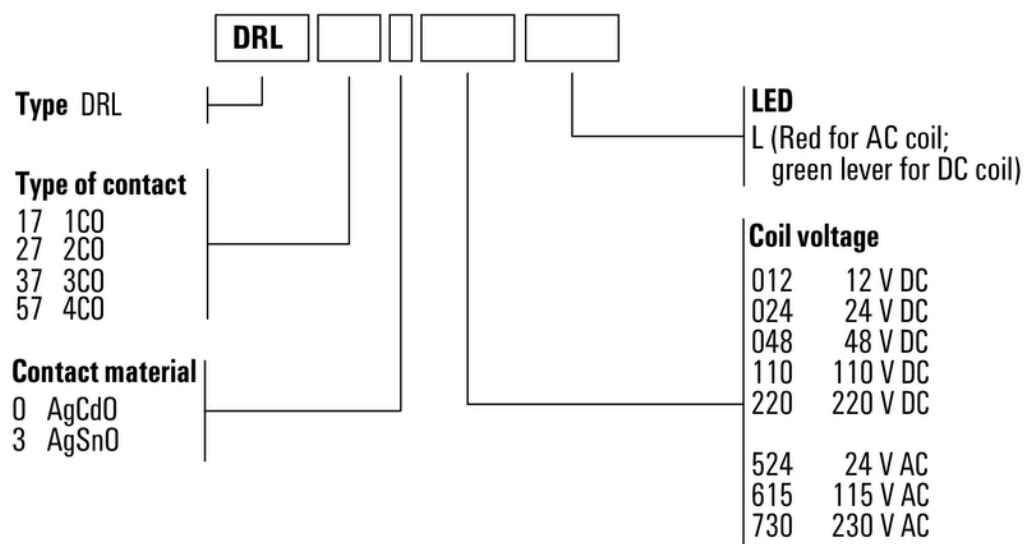 DRL
Type DRL
Type of contact
17 1CO
27 2CO
37 3CO
57 4CO
Contact material
0 AgCdO
3 AgSnO
LED
L (Red for AC coil;
green lever for DC coil)
Coil voltage
012 12 V DC
024 24 V DC
048 48 V DC
110 110 V DC
220 220 V DC
524 24 V AC
615 115 V AC
730 230 V AC